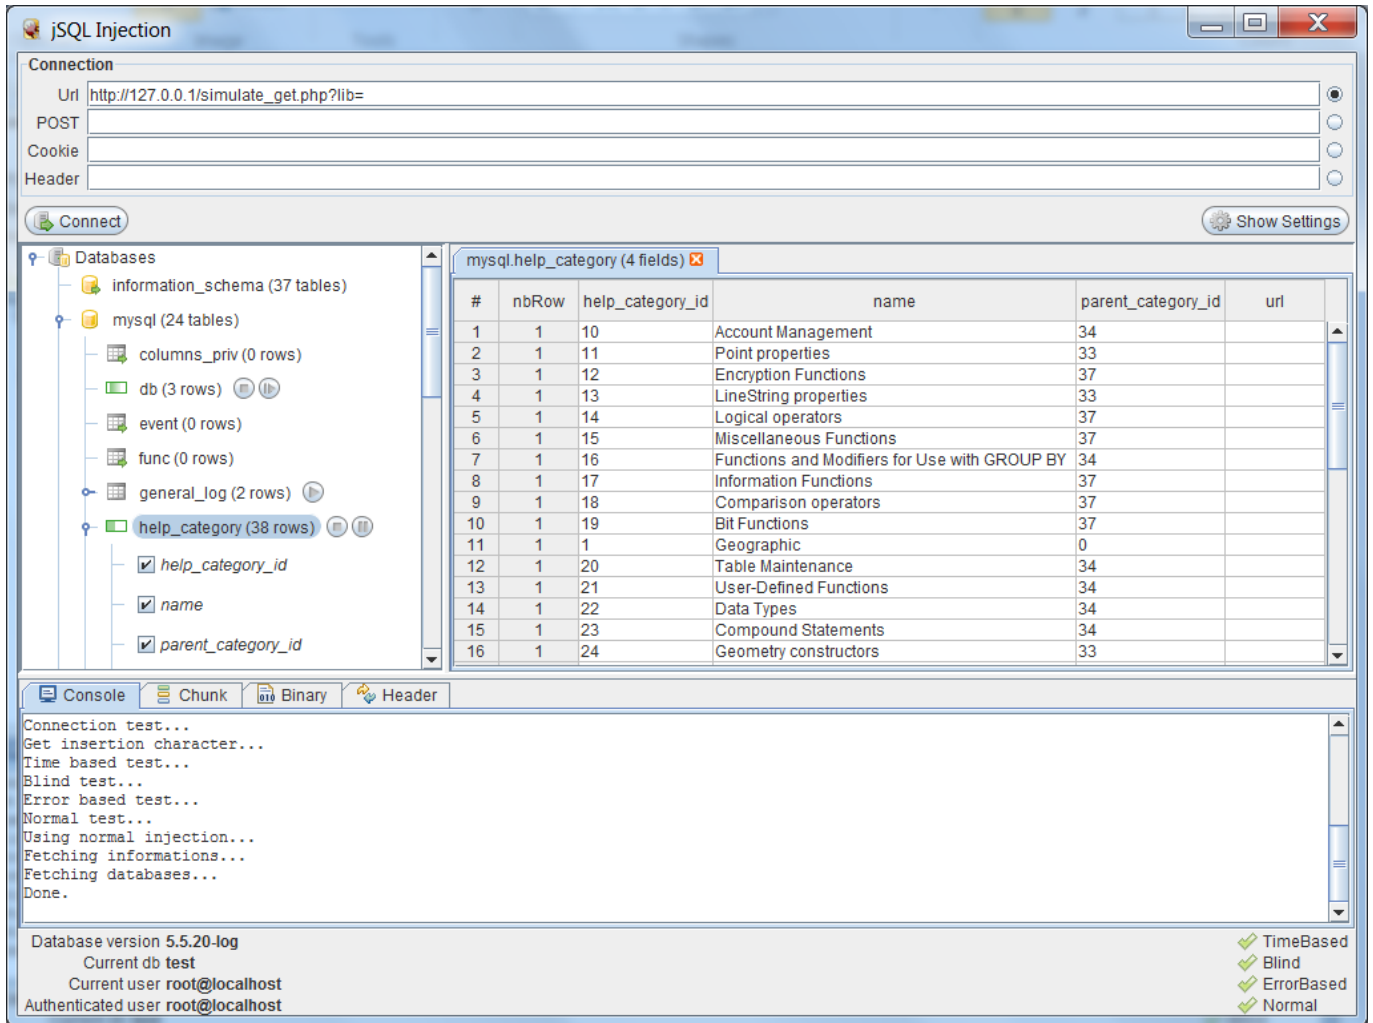 jSQL Injection
Connection
Url http://127.0.0.1/simulate_get.php?lib=
POST
Cookie
Header
Connect
Show Settings
Databases
information_schema (37 tables)
mysql (24 tables)
columns_priv (0 rows)
db (3 rows)
event (0 rows)
func (0 rows)
general_log (2 rows)
help_category (38 rows)
help_category_id
name
parent_category_id
mysql.help_category (4 fields)
# nbRow help_category_id name parent_category_id url
1 1 10 Account Management 34
2 1 11 Point properties 33
3 1 12 Encryption Functions 37
4 1 13 LineString properties 33
5 1 14 Logical operators 37
6 1 15 Miscellaneous Functions 37
7 1 16 Functions and Modifiers for Use with GROUP BY 34
8 1 17 Information Functions 37
9 1 18 Comparison operators 37
10 1 19 Bit Functions 37
11 1 1 Geographic 0
12 1 20 Table Maintenance 34
13 1 21 User-Defined Functions 34
14 1 22 Data Types 34
15 1 23 Compound Statements 34
16 1 24 Geometry constructors 33
Console Chunk Binary Header
Connection test...
Get insertion character...
Time based test...
Blind test...
Error based test...
Normal test...
Using normal injection...
Fetching informations...
Fetching databases...
Done.
Database version 5.5.20-log
Current db test
Current user root@localhost
Authenticated user root@localhost
TimeBased
Blind
ErrorBased
Normal